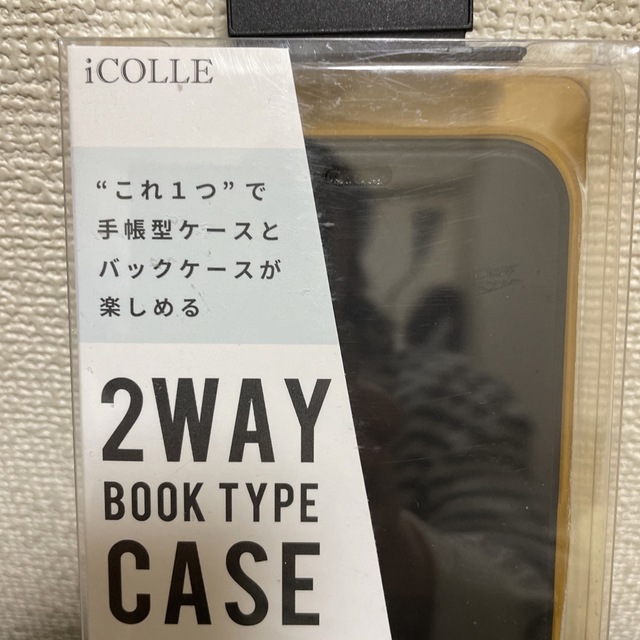 iCOLLE
“これ１つ”で
手帳型ケースと
バックケースが
楽しめる
2WAY
BOOK TYPE
CASE